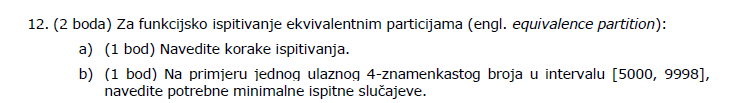 12. (2 boda) Za funkcijsko ispitivanje ekvivalentnim particijama (engl. equivalence partition):
a) (1 bod) Navedite korake ispitivanja.
b) (1 bod) Na primjeru jednog ulaznog 4-znamenkastog broja u intervalu [5000, 9998],
navedite potrebne minimalne ispitne slučajeve.